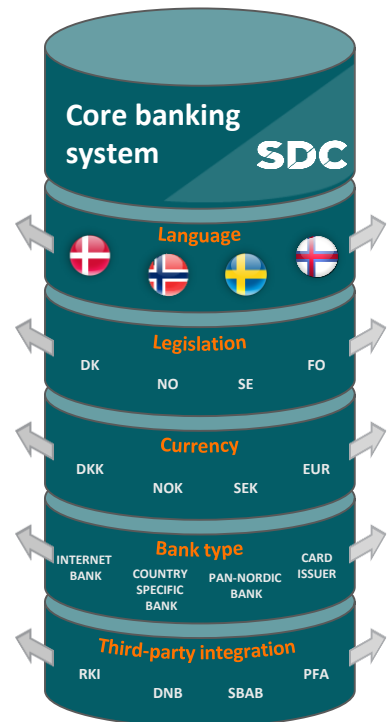 Core banking
system
SDC
Language
Legislation
DK
NO
SE
FO
Currency
DKK
NOK
SEK
EUR
Bank type
INTERNET
BANK
COUNTRY
SPECIFIC
BANK
PAN-NORDIC
BANK
CARD
ISSUER
Third-party integration
RKI
DNB
SBAB
PFA